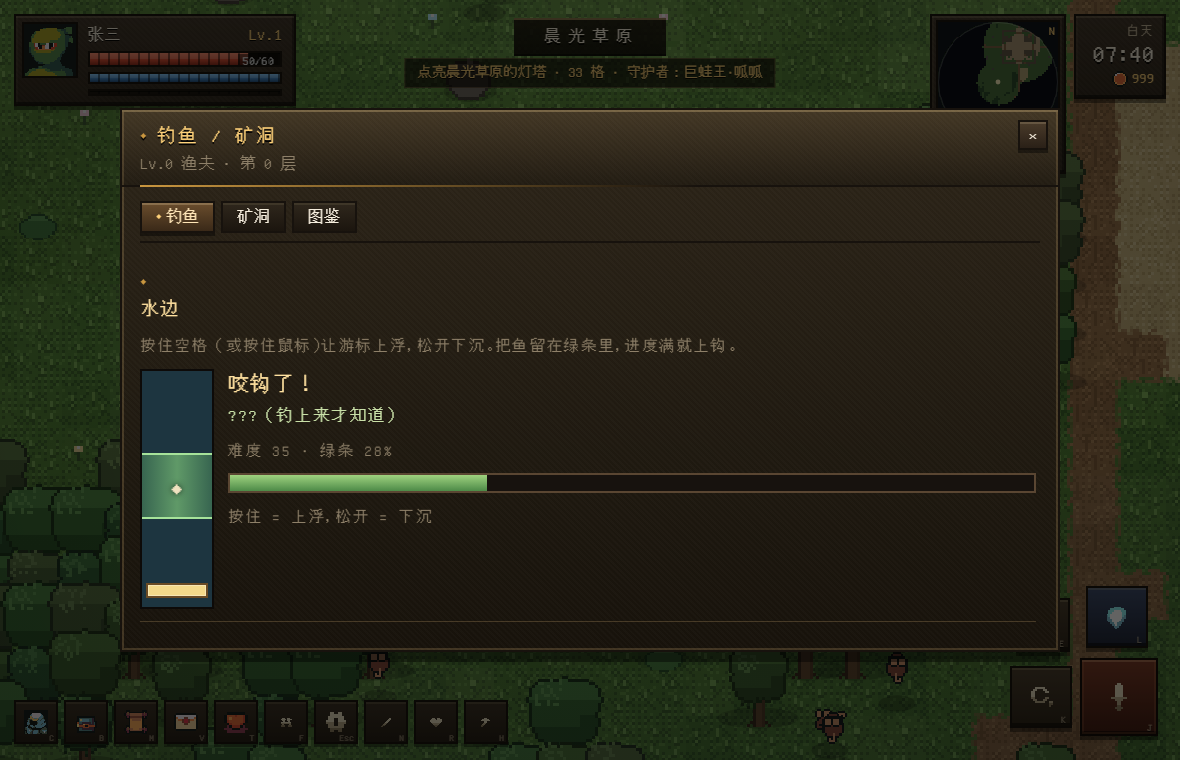 张三
Lv.1
50/60
晨光草原
点亮晨光草原的灯塔 · 33 格 · 守护者：巨蛙王·呱呱
N
白天
07:40
999
钓鱼 / 矿洞
Lv.0 渔夫 · 第 0 层
×
钓鱼
矿洞
图鉴
水边
按住空格（或按住鼠标）让游标上浮，松开下沉。把鱼留在绿条里，进度满就上钩。
咬钩了！
???（钓上来才知道）
难度 35 · 绿条 28%
按住 = 上浮，松开 = 下沉
E
L
K
J
C
B
M
V
T
F
Esc
N
R
H